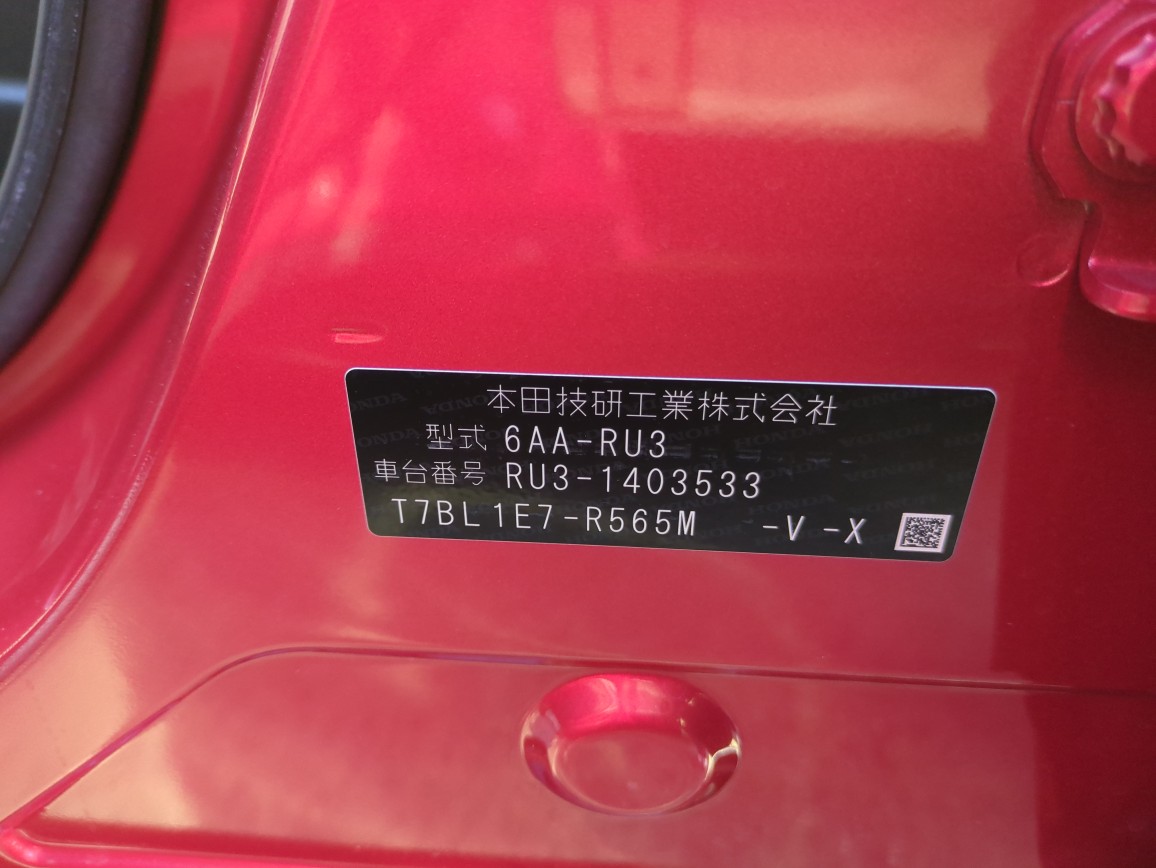 本田技研工業株式会社
型式 6AA-RU3
車台番号 RU3-1403533
T7BL1E7-R565M -V -X